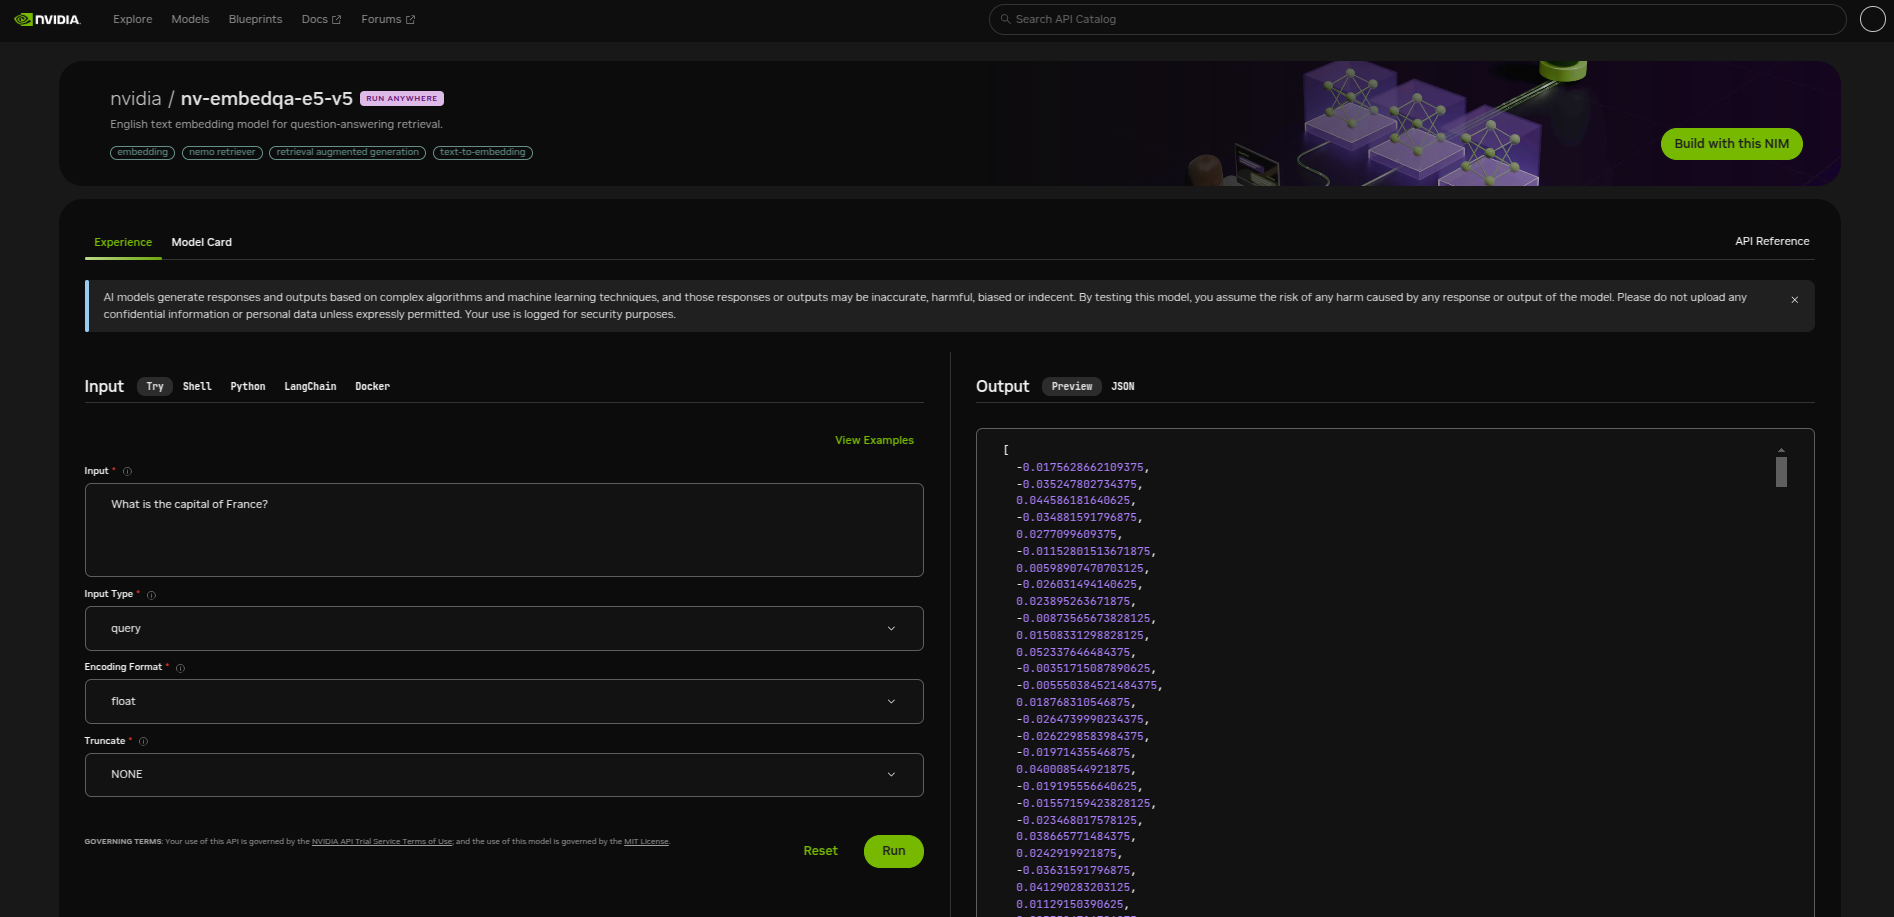 NVIDIA.
Explore
Models
Blueprints
Docs
Forums
Search API Catalog
nvidia / nv-embedqa-e5-v5
RUN ANYWHERE
English text embedding model for question-answering retrieval.
embedding
nemo retriever
retrieval augmented generation
text-to-embedding
Build with this NIM
Experience
Model Card
API Reference
AI models generate responses and outputs based on complex algorithms and machine learning techniques, and those responses or outputs may be inaccurate, harmful, biased or indecent. By testing this model, you assume the risk of any harm caused by any response or output of the model. Please do not upload any
confidential information or personal data unless expressly permitted. Your use is logged for security purposes.
Input
Try
Shell
Python
LangChain
Docker
View Examples
Input *
What is the capital of France?
Input Type *
query
Encoding Format *
float
Truncate *
NONE
GOVERNING TERMS: Your use of this API is governed by the NVIDIA API Trial Service Terms of Use; and the use of this model is governed by the MIT License.
Reset
Run
Output
Preview
JSON
[
-0.0175628662109375,
-0.035247802734375,
0.044586181640625,
-0.034881591796875,
0.0277099609375,
-0.01152801513671875,
0.00598907470703125,
-0.026031494140625,
0.023895263671875,
-0.00873565673828125,
0.01508331298828125,
0.052337646484375,
-0.00351715087890625,
-0.005550384521484375,
0.018768310546875,
-0.0264739990234375,
-0.0262298583984375,
-0.01971435546875,
0.040008544921875,
-0.019195556640625,
-0.01557159423828125,
-0.023468017578125,
0.038665771484375,
0.0242919921875,
-0.03631591796875,
0.041290283203125,
0.01129150390625,